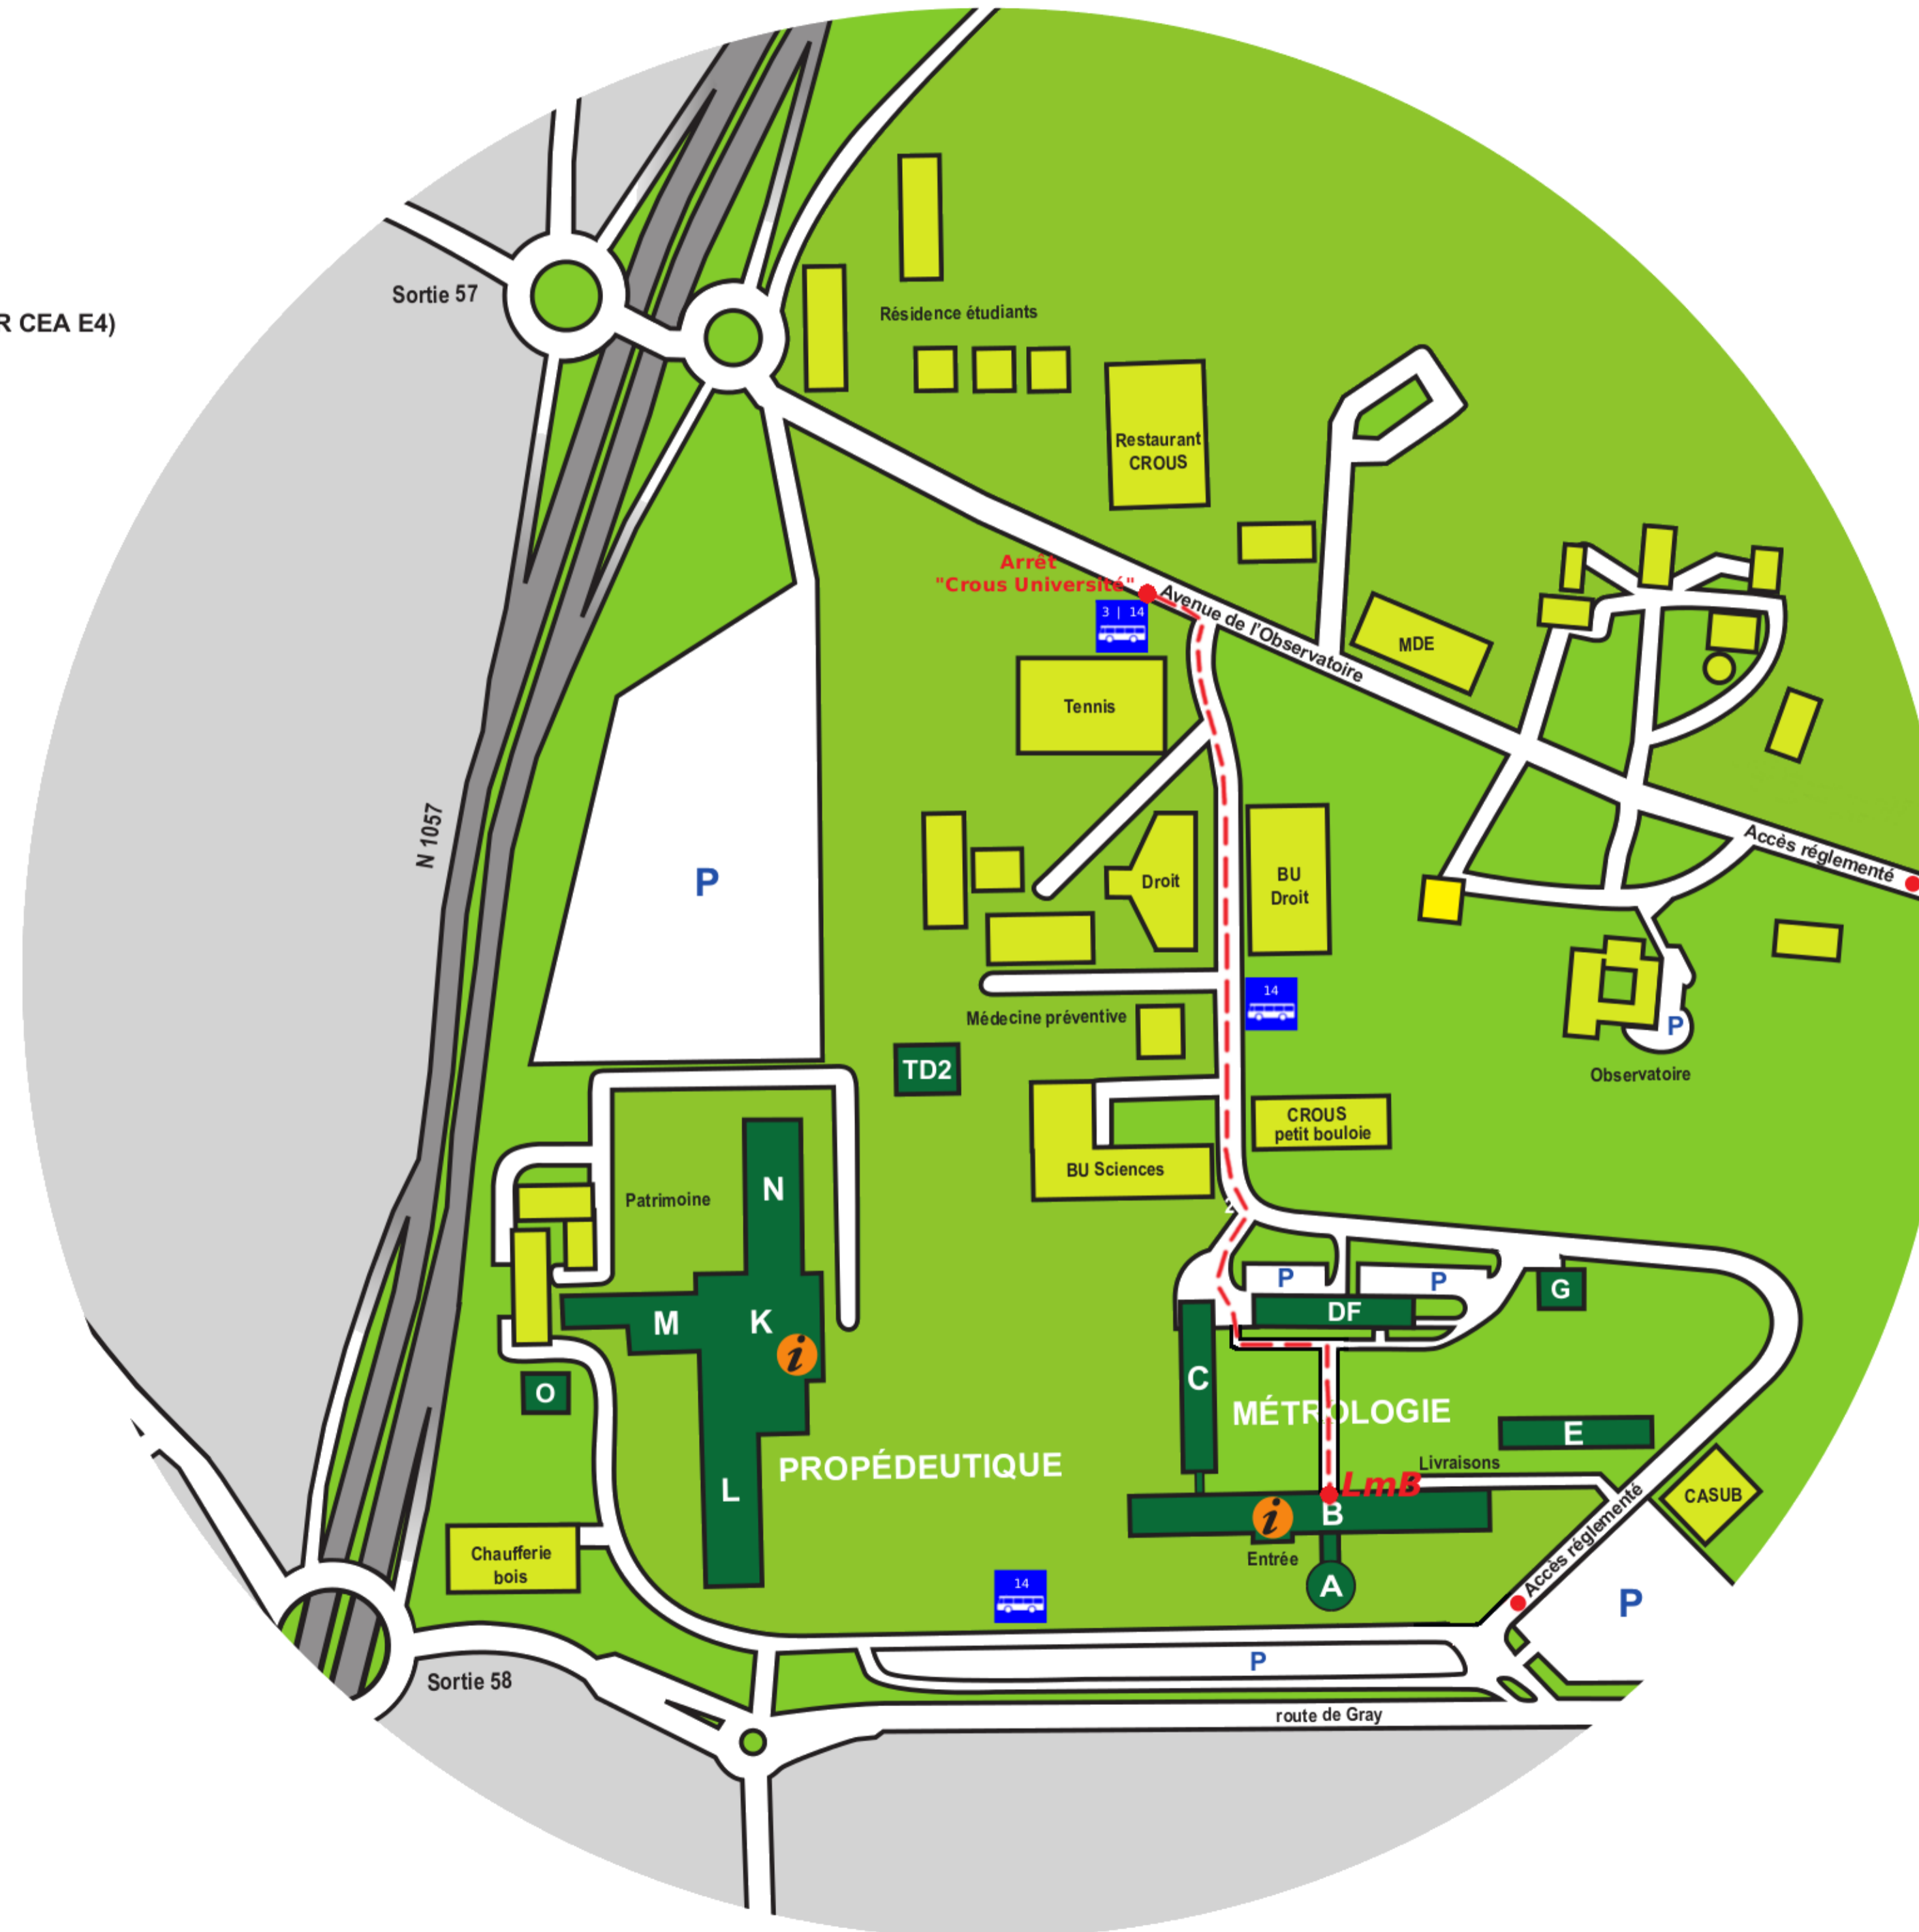 Sortie 57
R CEA E4)
Résidence étudiants
Restaurant
CROUS
Arrêt
"Crous Université"
3 | 14
Avenue de l'Observatoire
MDE
Tennis
N 1057
P
Droit
BU
Droit
Accès réglementé
14
Médecine préventive
P
TD2
Observatoire
CROUS
petit bouloie
BU Sciences
N
Patrimoine
P
P
G
DF
M
K
i
C
O
MÉTROLOGIE
E
PROPÉDEUTIQUE
Livraisons
L
LmB
CASUB
B
i
Accès réglementé
Chaufferie
bois
Entrée
14
A
P
P
Sortie 58
route de Gray